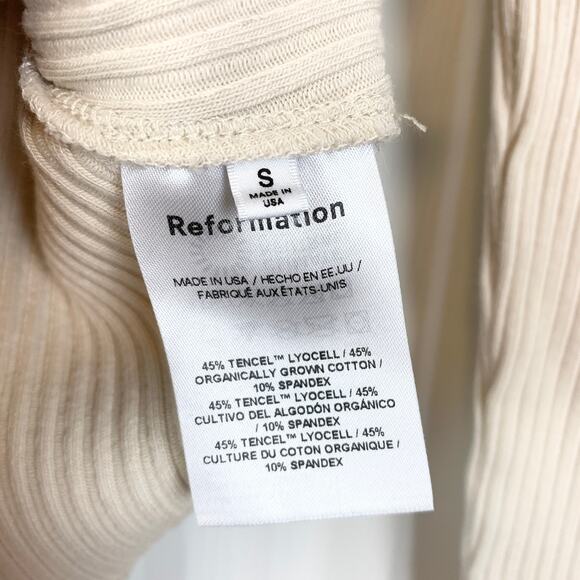 S
MADE IN
USA
Reformation
MADE IN USA / HECHO EN EE.UU /
FABRIQUÉ AUX ÉTATS-UNIS
45% TENCEL™ LYOCELL / 45%
ORGANICALLY GROWN COTTON /
10% SPANDEX
45% TENCEL™ LYOCELL / 45%
CULTIVO DEL ALGODÓN ORGÁNICO
/ 10% SPANDEX
45% TENCEL™ LYOCELL / 45%
CULTURE DU COTON ORGANIQUE /
10% SPANDEX